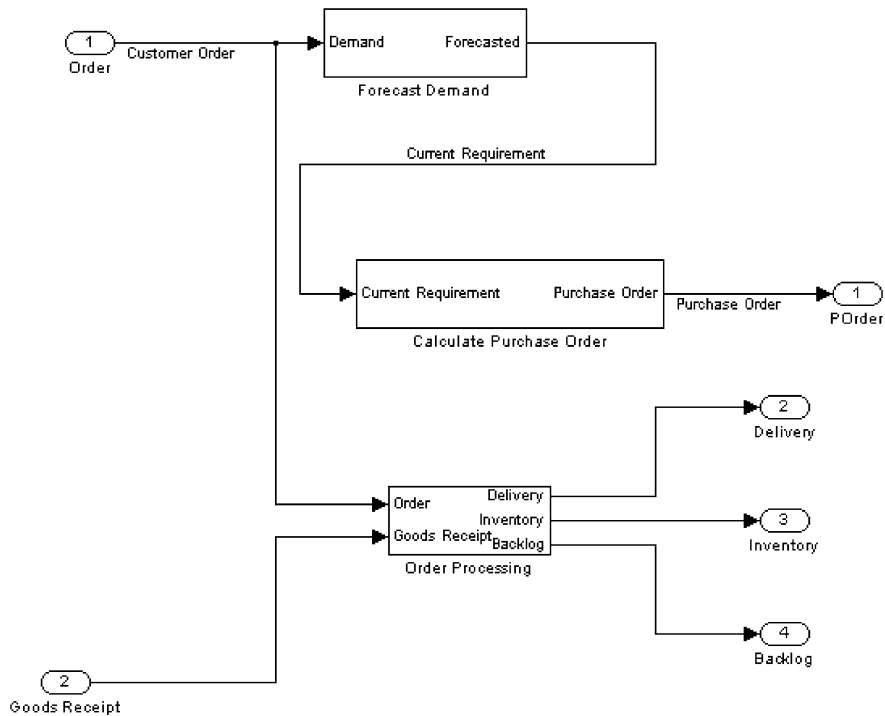 1
Order
Customer Order
Demand
Forecasted
Forecast Demand
Current Requirement
Current Requirement
Purchase Order
Calculate Purchase Order
Purchase Order
1
POrder
Order
Goods Receipt
Delivery
Inventory
Backlog
Order Processing
2
Delivery
3
Inventory
4
Backlog
2
Goods Receipt